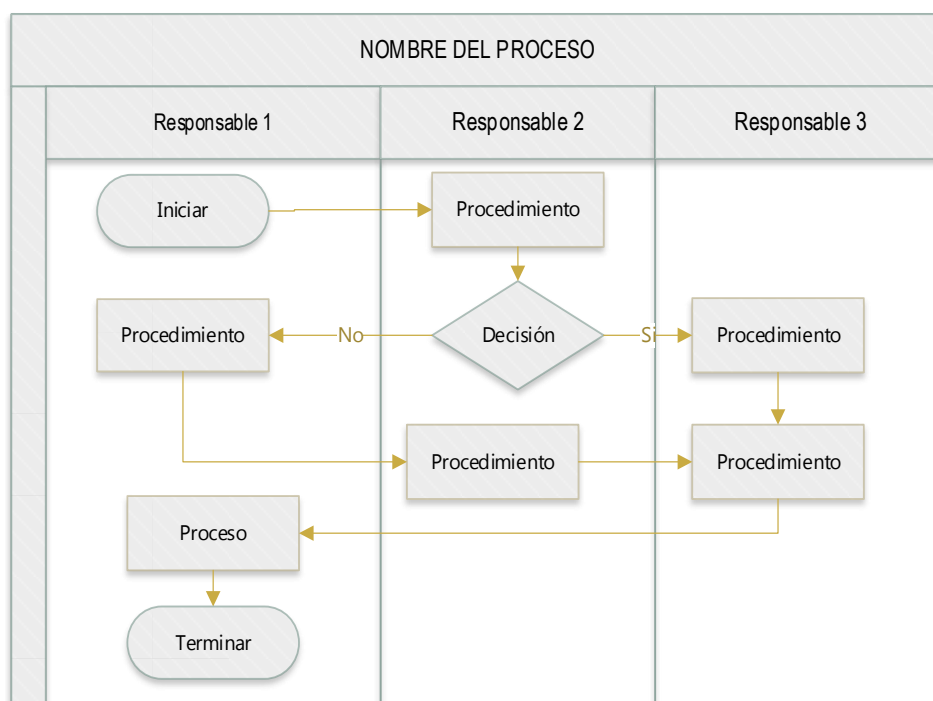 NOMBRE DEL PROCESO
Responsable 1
Responsable 2
Responsable 3
Iniciar
Procedimiento
Procedimiento
No
Decisión
Si
Procedimiento
Procedimiento
Procedimiento
Proceso
Terminar